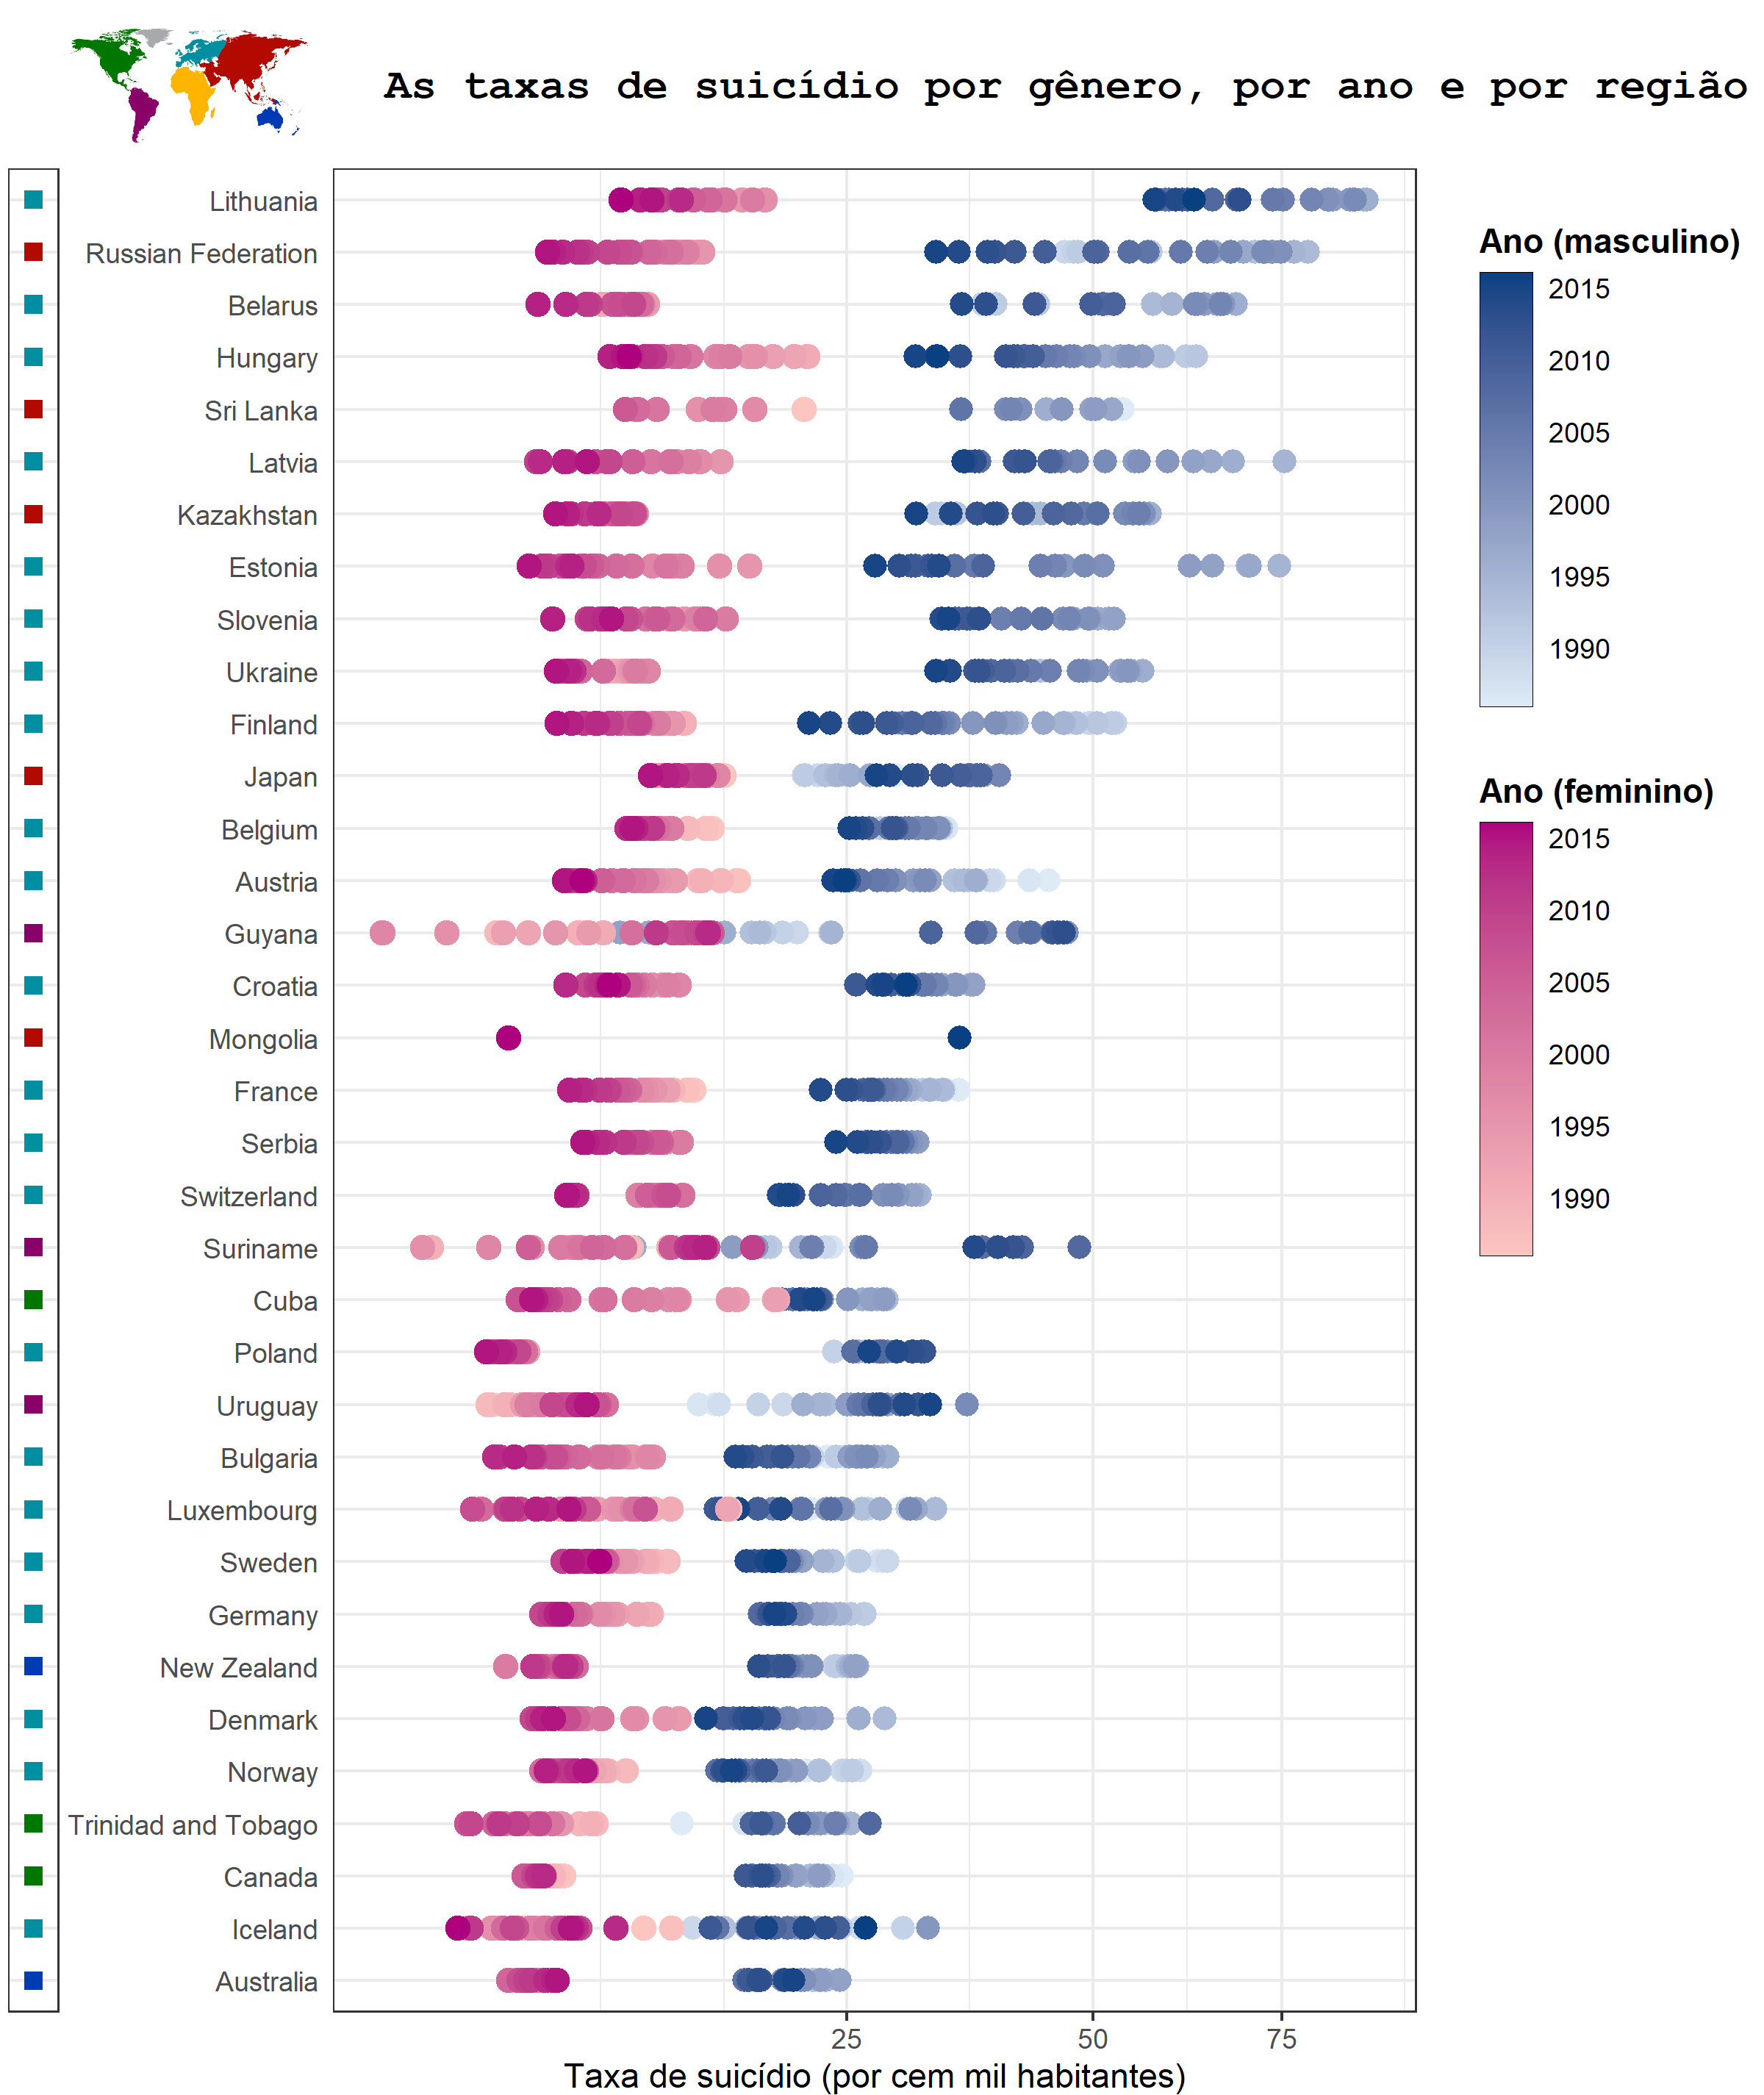 As taxas de suicídio por gênero, por ano e por região
Lithuania
Russian Federation
Belarus
Hungary
Sri Lanka
Latvia
Kazakhstan
Estonia
Slovenia
Ukraine
Finland
Japan
Belgium
Austria
Guyana
Croatia
Mongolia
France
Serbia
Switzerland
Suriname
Cuba
Poland
Uruguay
Bulgaria
Luxembourg
Sweden
Germany
New Zealand
Denmark
Norway
Trinidad and Tobago
Canada
Iceland
Australia
25 50 75
Taxa de suicídio (por cem mil habitantes)
Ano (masculino)
2015
2010
2005
2000
1995
1990
Ano (feminino)
2015
2010
2005
2000
1995
1990